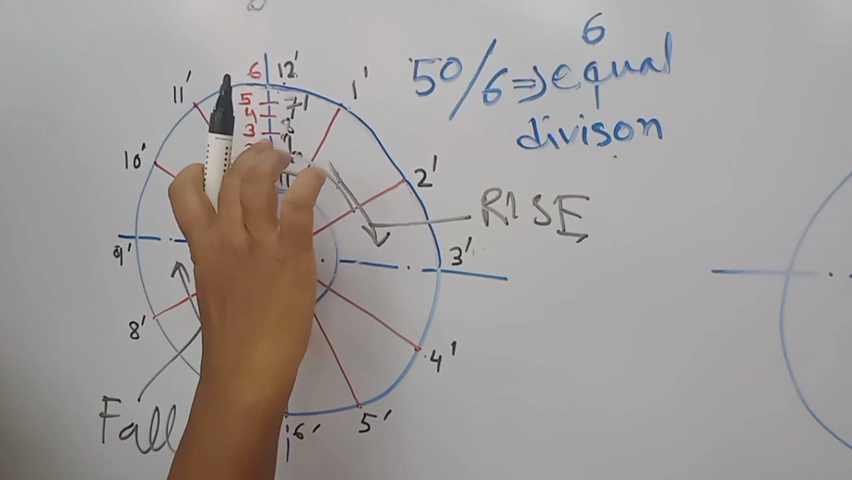 6
50/6 => equal
divison
6 12'
11' 1'
5 7
4
3 8
10' 2'
11
RISE
9' 3'
8' 4'
Fall
6' 5'